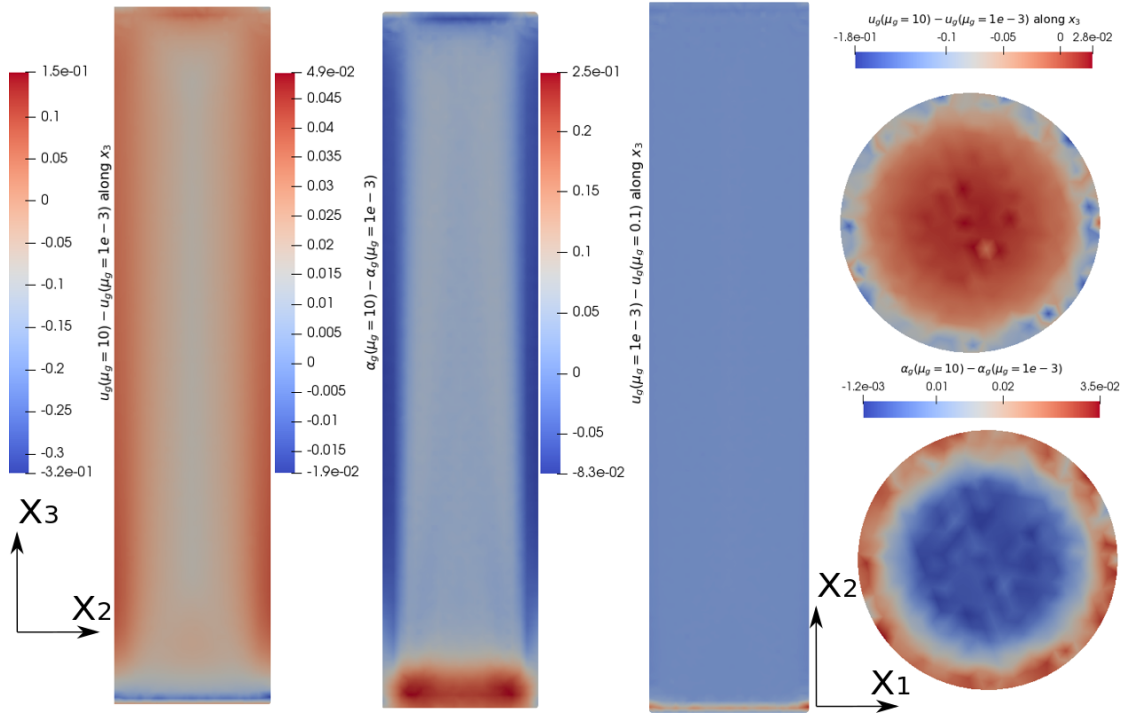 1.5e-01
0.1
0.05
0
-0.05
-0.1
-0.15
-0.2
-0.25
-0.3
-3.2e-01
u_g(μ_g = 10) − u_g(μ_g = 1e − 3) along x_3
4.9e-02
0.045
0.04
0.035
0.03
0.025
0.02
0.015
0.01
0.005
0
-0.005
-0.01
-0.015
-1.9e-02
α_g(μ_g = 10) − α_g(μ_g = 1e − 3)
2.5e-01
0.2
0.15
0.1
0.05
0
-0.05
-8.3e-02
u_g(μ_g = 1e − 3) − u_g(μ_g = 0.1) along x_3
u_g(μ_g = 10) − u_g(μ_g = 1e − 3) along x_3
-1.8e-01 -0.1 -0.05 0 2.8e-02
α_g(μ_g = 10) − α_g(μ_g = 1e − 3)
-1.2e-03 0.01 0.02 3.5e-02
X3
X2
X2
X1